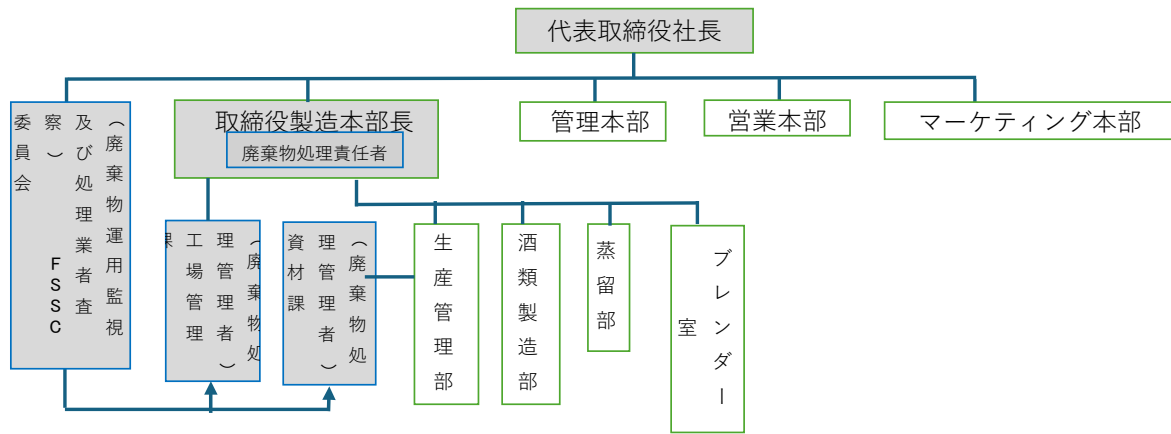 代表取締役社長
（廃棄物運用監視
及び処理業者査
察） FSSC
委員会
取締役製造本部長
廃棄物処理責任者
管理本部
営業本部
マーケティング本部
（廃棄物処
理管理者）
工場管理
課
（廃棄物処
理管理者）
資材課
生産管理部
酒類製造部
蒸留部
ブレンダー
室